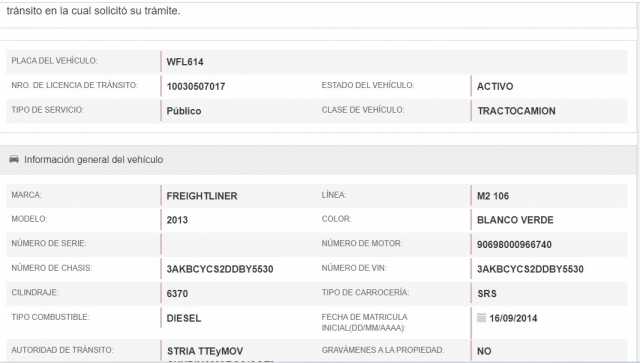 tránsito en la cual solicitó su trámite.
PLACA DEL VEHÍCULO: WFL614
NRO. DE LICENCIA DE TRÁNSITO: 10030507017 ESTADO DEL VEHÍCULO: ACTIVO
TIPO DE SERVICIO: Público CLASE DE VEHÍCULO: TRACTOCAMION
Información general del vehículo
MARCA: FREIGHTLINER LÍNEA: M2 106
MODELO: 2013 COLOR: BLANCO VERDE
NÚMERO DE SERIE: NÚMERO DE MOTOR: 90698000966740
NÚMERO DE CHASIS: 3AKBCYCS2DDBY5530 NÚMERO DE VIN: 3AKBCYCS2DDBY5530
CILINDRAJE: 6370 TIPO DE CARROCERÍA: SRS
TIPO COMBUSTIBLE: DIESEL FECHA DE MATRICULA 16/09/2014
INICIAL(DD/MM/AAAA):
AUTORIDAD DE TRÁNSITO: STRIA TTEyMOV GRAVÁMENES A LA PROPIEDAD: NO